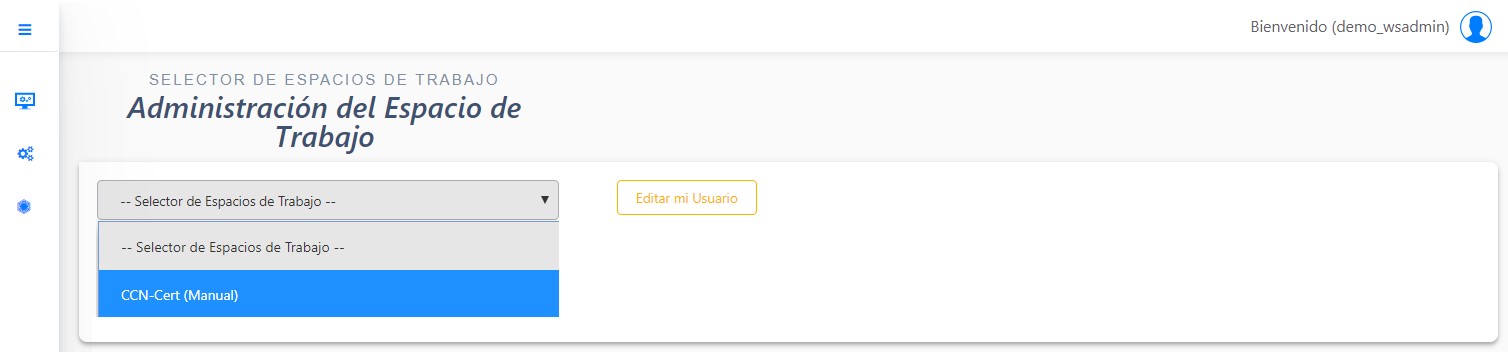 Bienvenido (demo_wsadmin)
SELECTOR DE ESPACIOS DE TRABAJO
Administración del Espacio de
Trabajo
-- Selector de Espacios de Trabajo --
Editar mi Usuario
-- Selector de Espacios de Trabajo --
CCN-Cert (Manual)